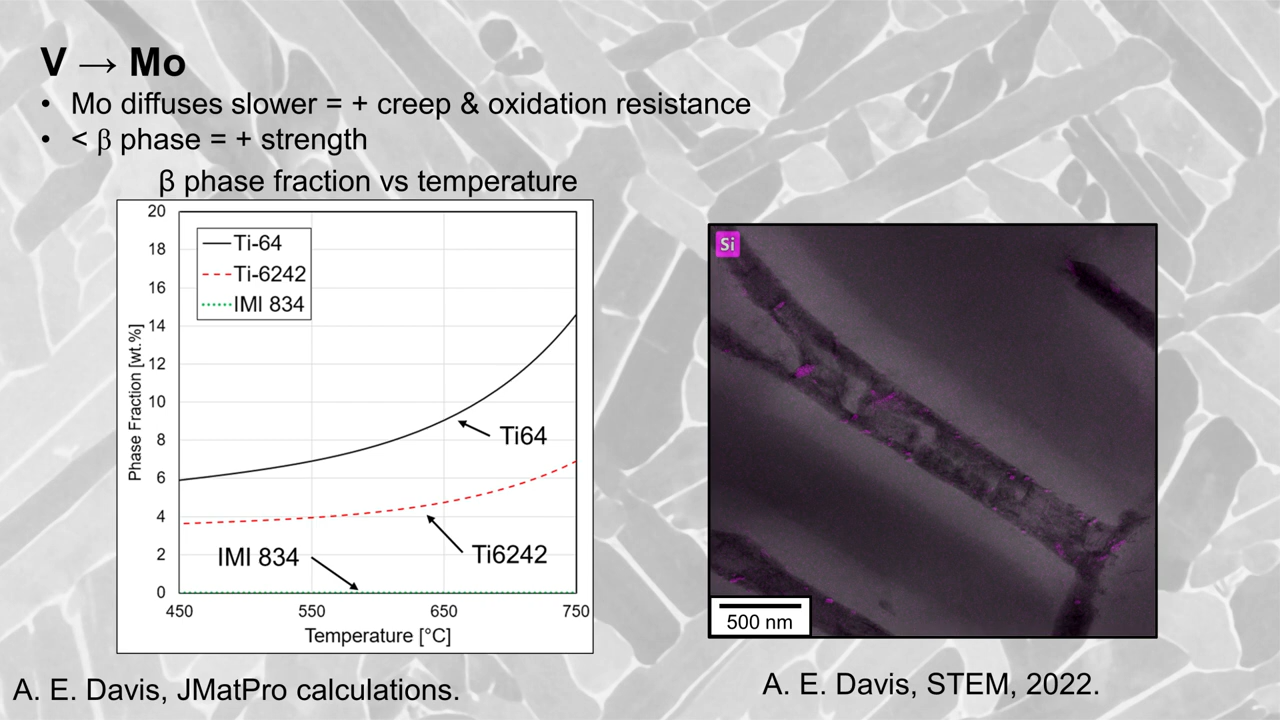 V → Mo
• Mo diffuses slower = + creep & oxidation resistance
• < β phase = + strength
β phase fraction vs temperature
20
18
16
14
12
10
8
6
4
2
0
Phase Fraction [wt.%]
Ti-64
Ti-6242
IMI 834
Ti64
Ti6242
IMI 834
450 550 650 750
Temperature [°C]
A. E. Davis, JMatPro calculations.
Si
500 nm
A. E. Davis, STEM, 2022.